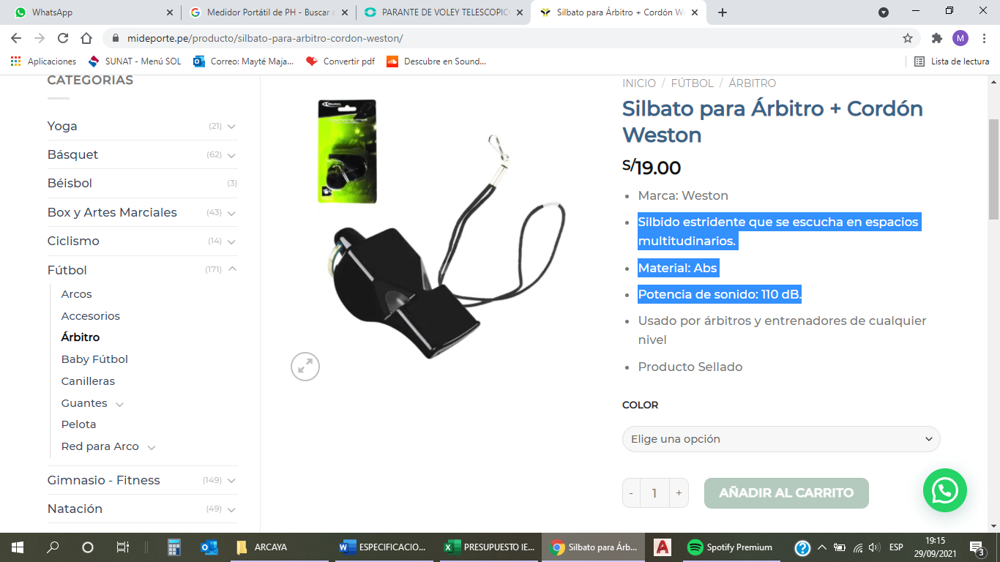 WhatsApp
Medidor Portátil de PH - Buscar c
PARANTE DE VOLEY TELESCOPIC
Silbato para Árbitro + Cordón We
mideporte.pe/producto/silbato-para-arbitro-cordon-weston/
M
Aplicaciones
SUNAT - Menú SOL
Correo: Mayté Maja...
Convertir pdf
Descubre en Sound...
Lista de lectura
CATEGORIAS
Yoga (21)
Básquet (62)
Béisbol (3)
Box y Artes Marciales (43)
Ciclismo (14)
Fútbol (171)
Arcos
Accesorios
Árbitro
Baby Fútbol
Canilleras
Guantes
Pelota
Red para Arco
Gimnasio - Fitness (149)
Natación (49)
INICIO / FÚTBOL / ÁRBITRO
Silbato para Árbitro + Cordón
Weston
S/19.00
Marca: Weston
Silbido estridente que se escucha en espacios
multitudinarios.
Material: Abs
Potencia de sonido: 110 dB.
Usado por árbitros y entrenadores de cualquier
nivel
Producto Sellado
COLOR
Elige una opción
- 1 +
AÑADIR AL CARRITO
ARCAYA
ESPECIFICACIO...
PRESUPUESTO IE...
Silbato para Árb...
Spotify Premium
ESP
19:15
29/09/2021
3